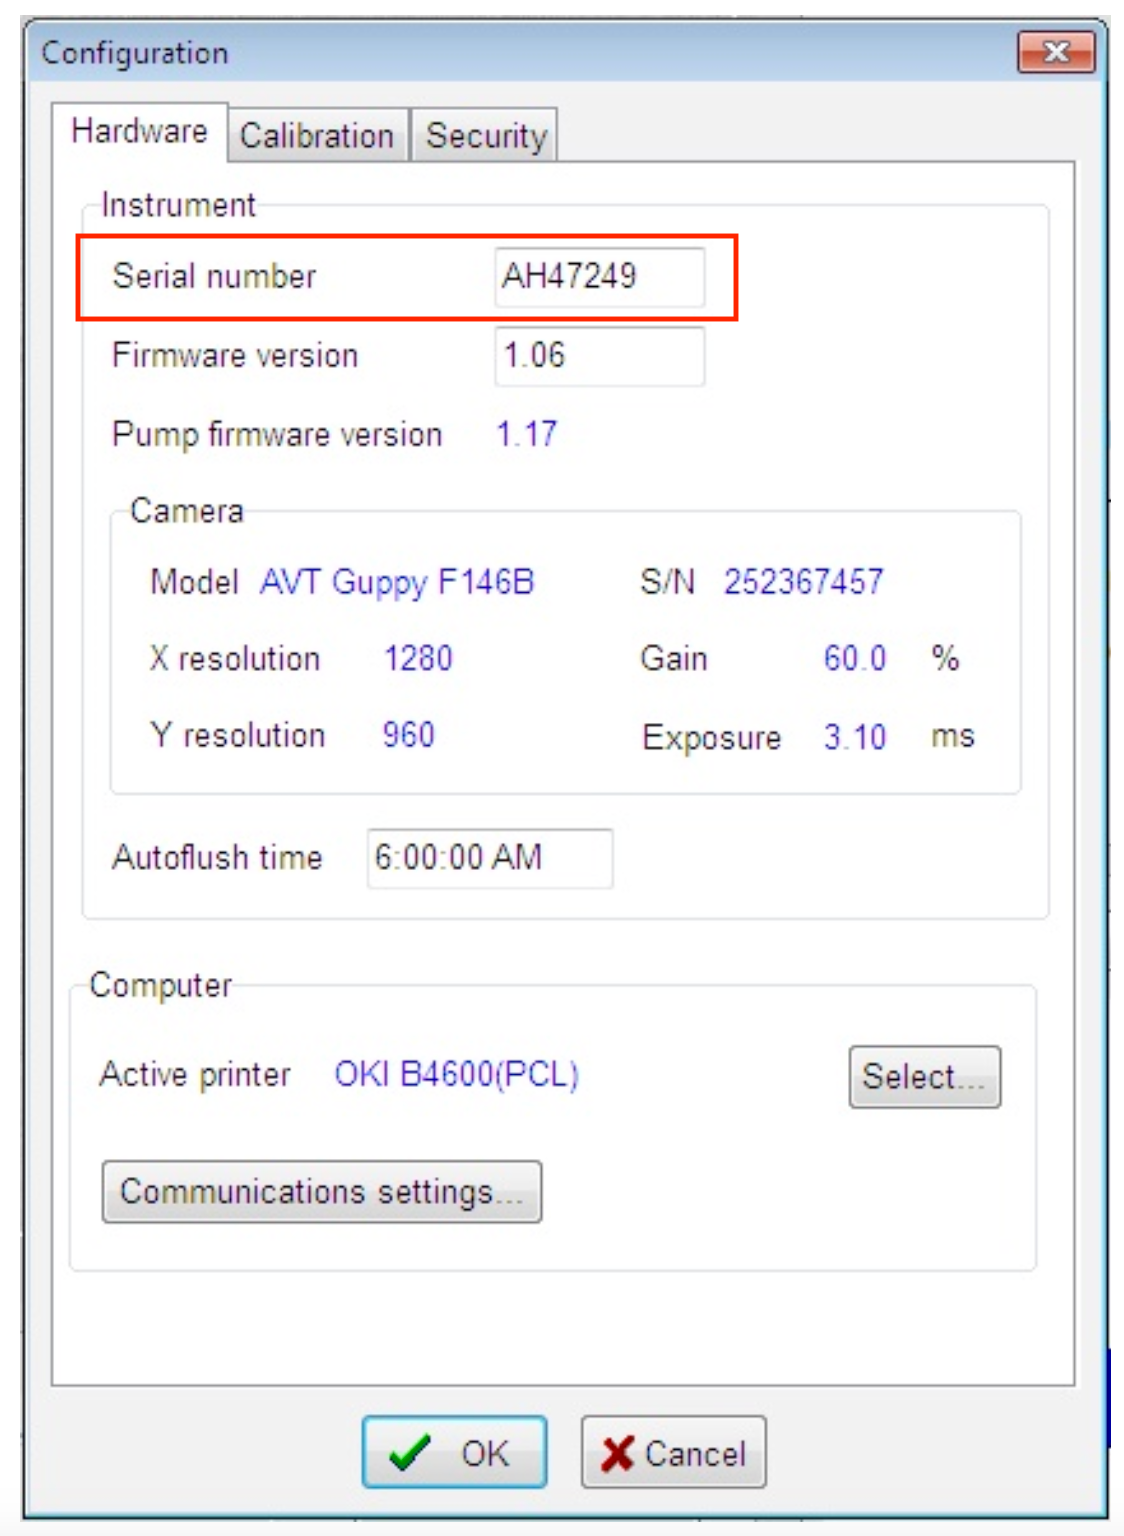 Configuration
Hardware Calibration Security
Instrument
Serial number AH47249
Firmware version 1.06
Pump firmware version 1.17
Camera
Model AVT Guppy F146B S/N 252367457
X resolution 1280 Gain 60.0 %
Y resolution 960 Exposure 3.10 ms
Autoflush time 6:00:00 AM
Computer
Active printer OKI B4600(PCL) Select...
Communications settings...
OK Cancel